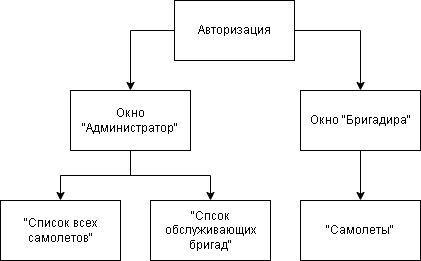 Авторизация
Окно
"Администратор"
Окно "Бригадира"
"Список всех
самолетов"
"Спсок
обслуживающих
бригад"
"Самолеты"